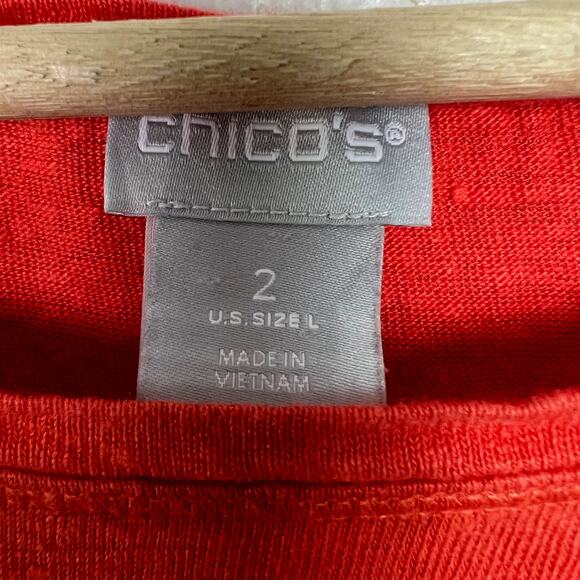 chico's®
2
U.S. SIZE L
MADE IN
VIETNAM